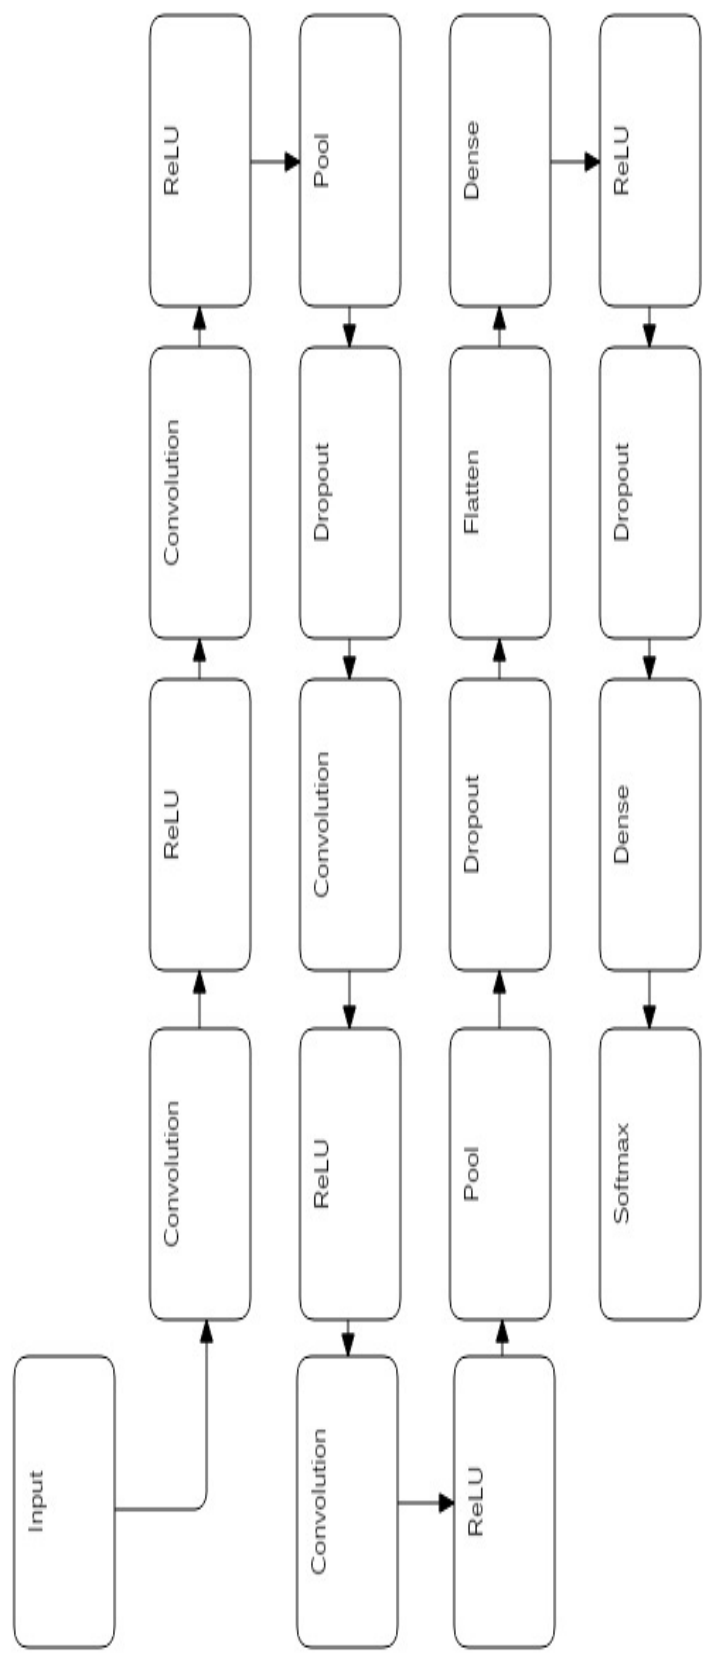 Input
Convolution
ReLU
Convolution
ReLU
Pool
Dropout
Convolution
ReLU
Convolution
ReLU
Pool
Dropout
Flatten
Dense
ReLU
Dropout
Dense
Softmax